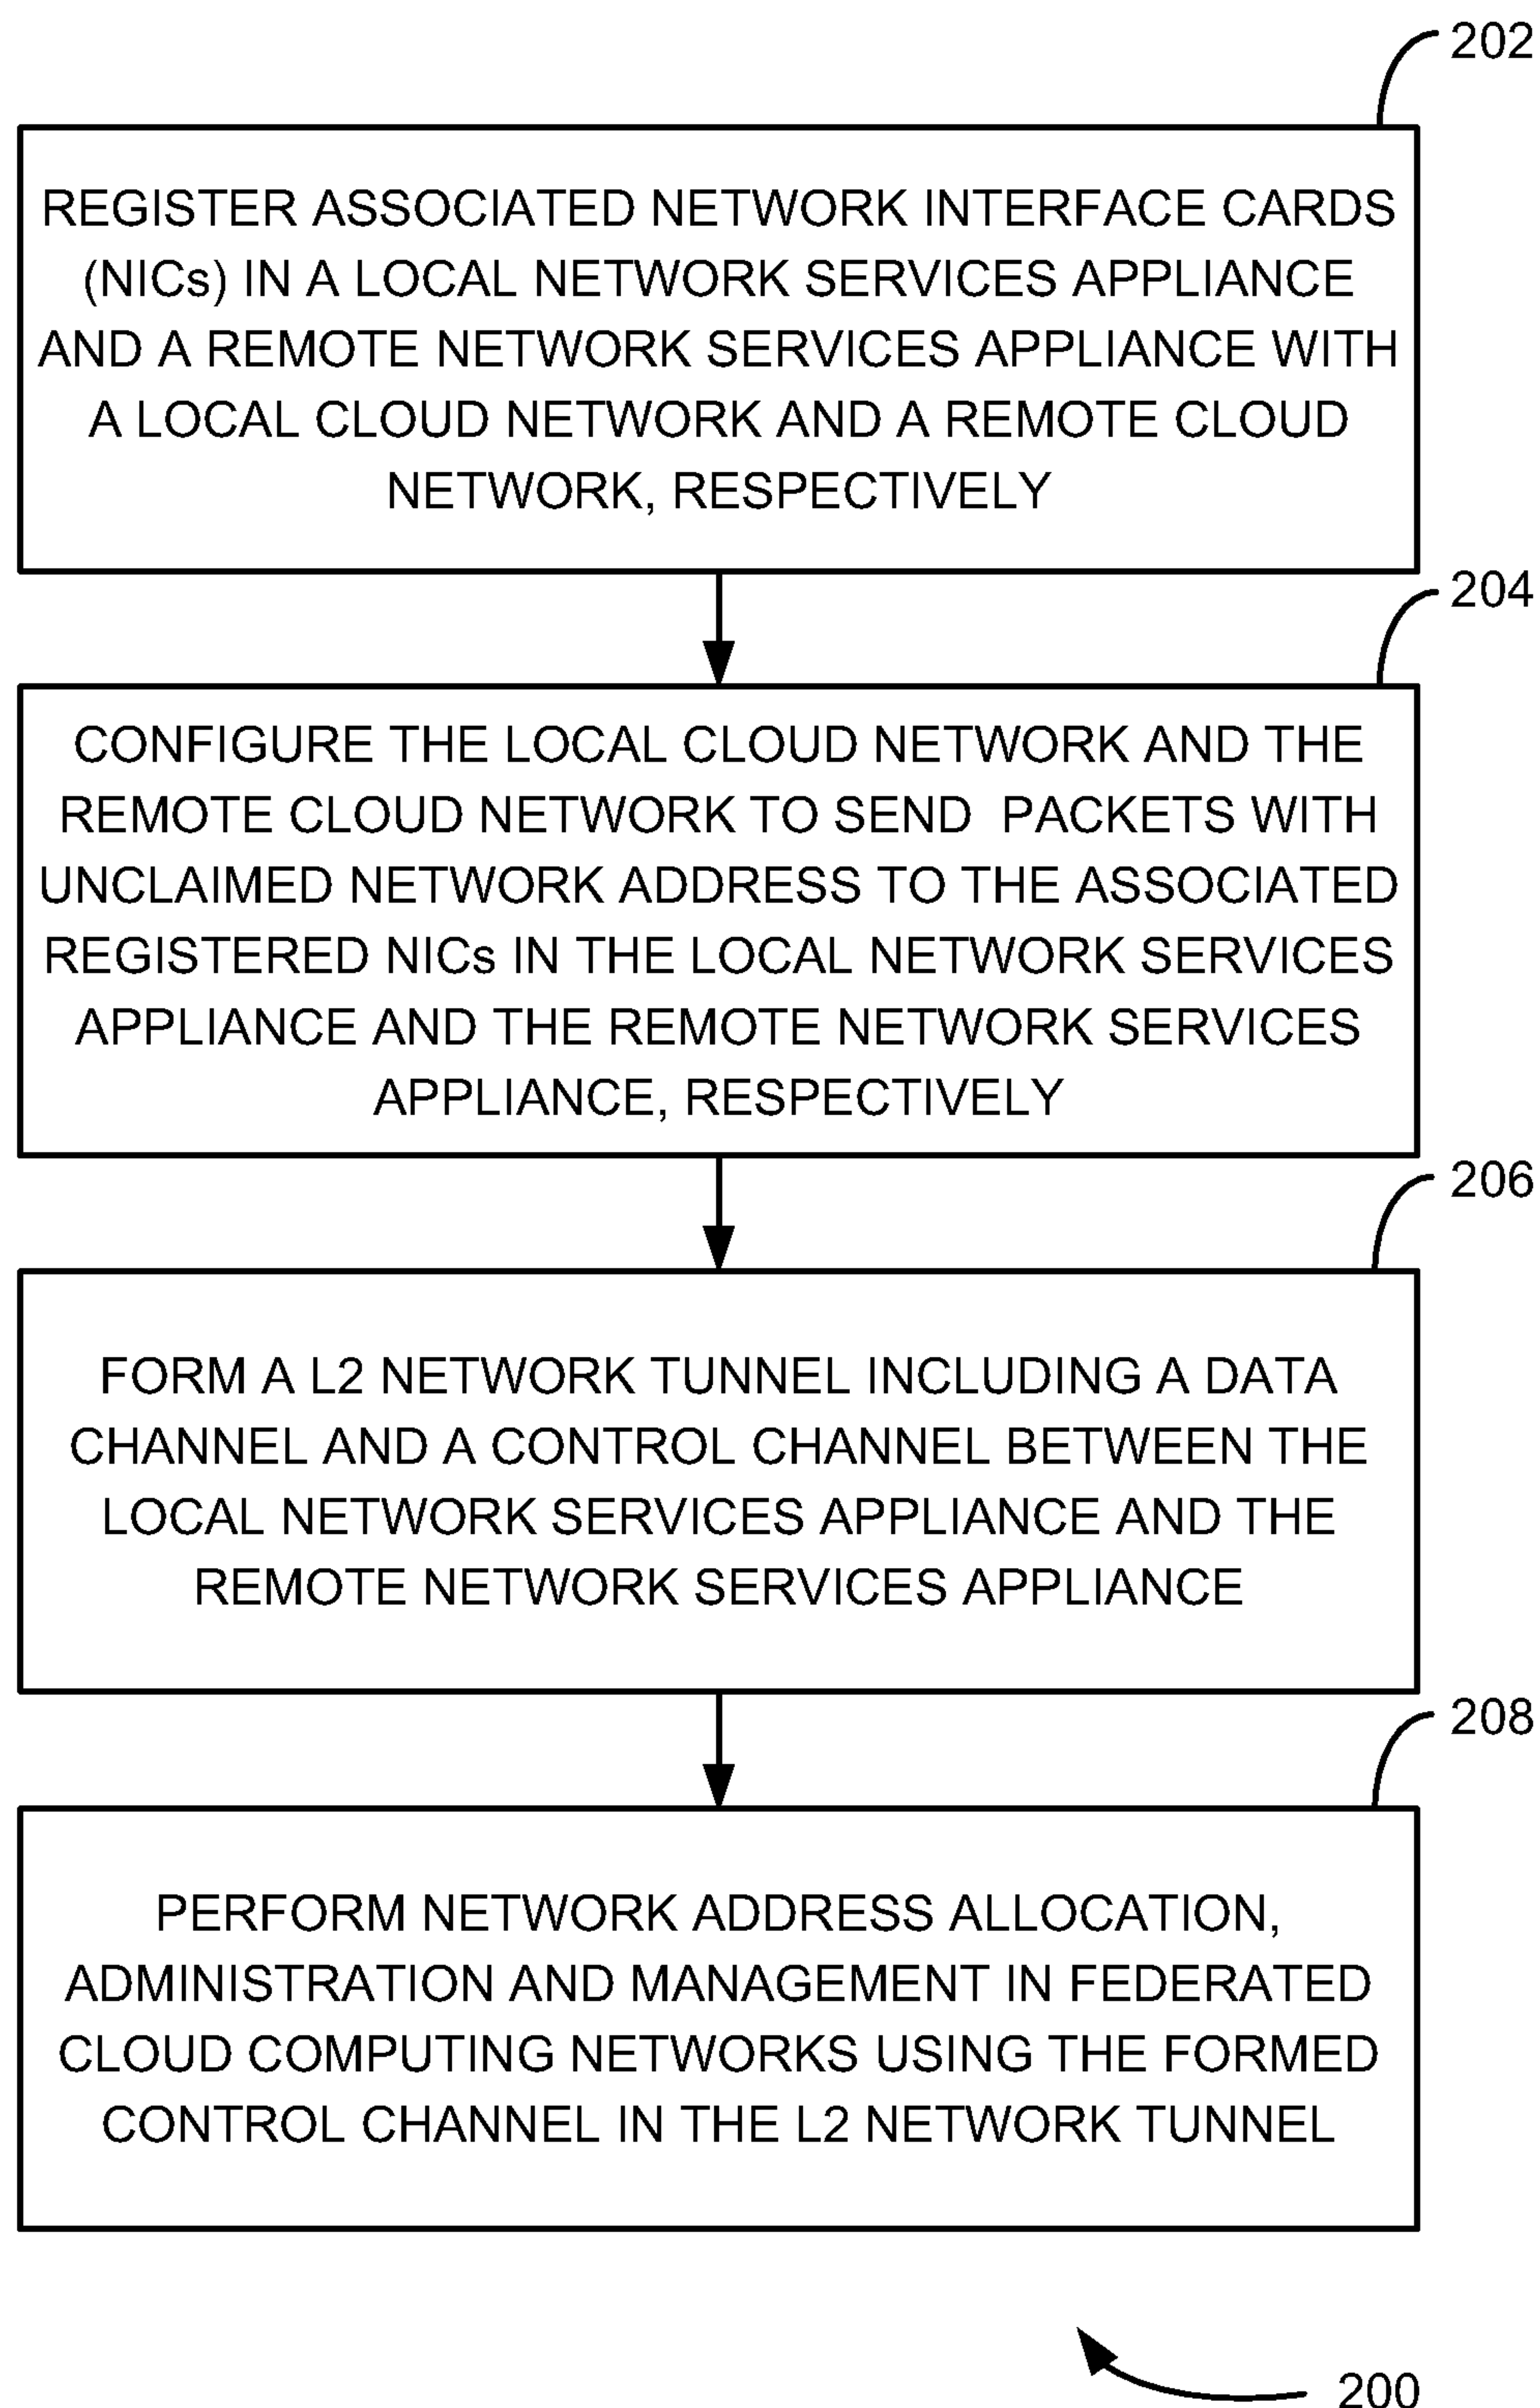 202
REGISTER ASSOCIATED NETWORK INTERFACE CARDS
(NICs) IN A LOCAL NETWORK SERVICES APPLIANCE
AND A REMOTE NETWORK SERVICES APPLIANCE WITH
A LOCAL CLOUD NETWORK AND A REMOTE CLOUD
NETWORK, RESPECTIVELY
204
CONFIGURE THE LOCAL CLOUD NETWORK AND THE
REMOTE CLOUD NETWORK TO SEND PACKETS WITH
UNCLAIMED NETWORK ADDRESS TO THE ASSOCIATED
REGISTERED NICs IN THE LOCAL NETWORK SERVICES
APPLIANCE AND THE REMOTE NETWORK SERVICES
APPLIANCE, RESPECTIVELY
206
FORM A L2 NETWORK TUNNEL INCLUDING A DATA
CHANNEL AND A CONTROL CHANNEL BETWEEN THE
LOCAL NETWORK SERVICES APPLIANCE AND THE
REMOTE NETWORK SERVICES APPLIANCE
208
PERFORM NETWORK ADDRESS ALLOCATION,
ADMINISTRATION AND MANAGEMENT IN FEDERATED
CLOUD COMPUTING NETWORKS USING THE FORMED
CONTROL CHANNEL IN THE L2 NETWORK TUNNEL
200